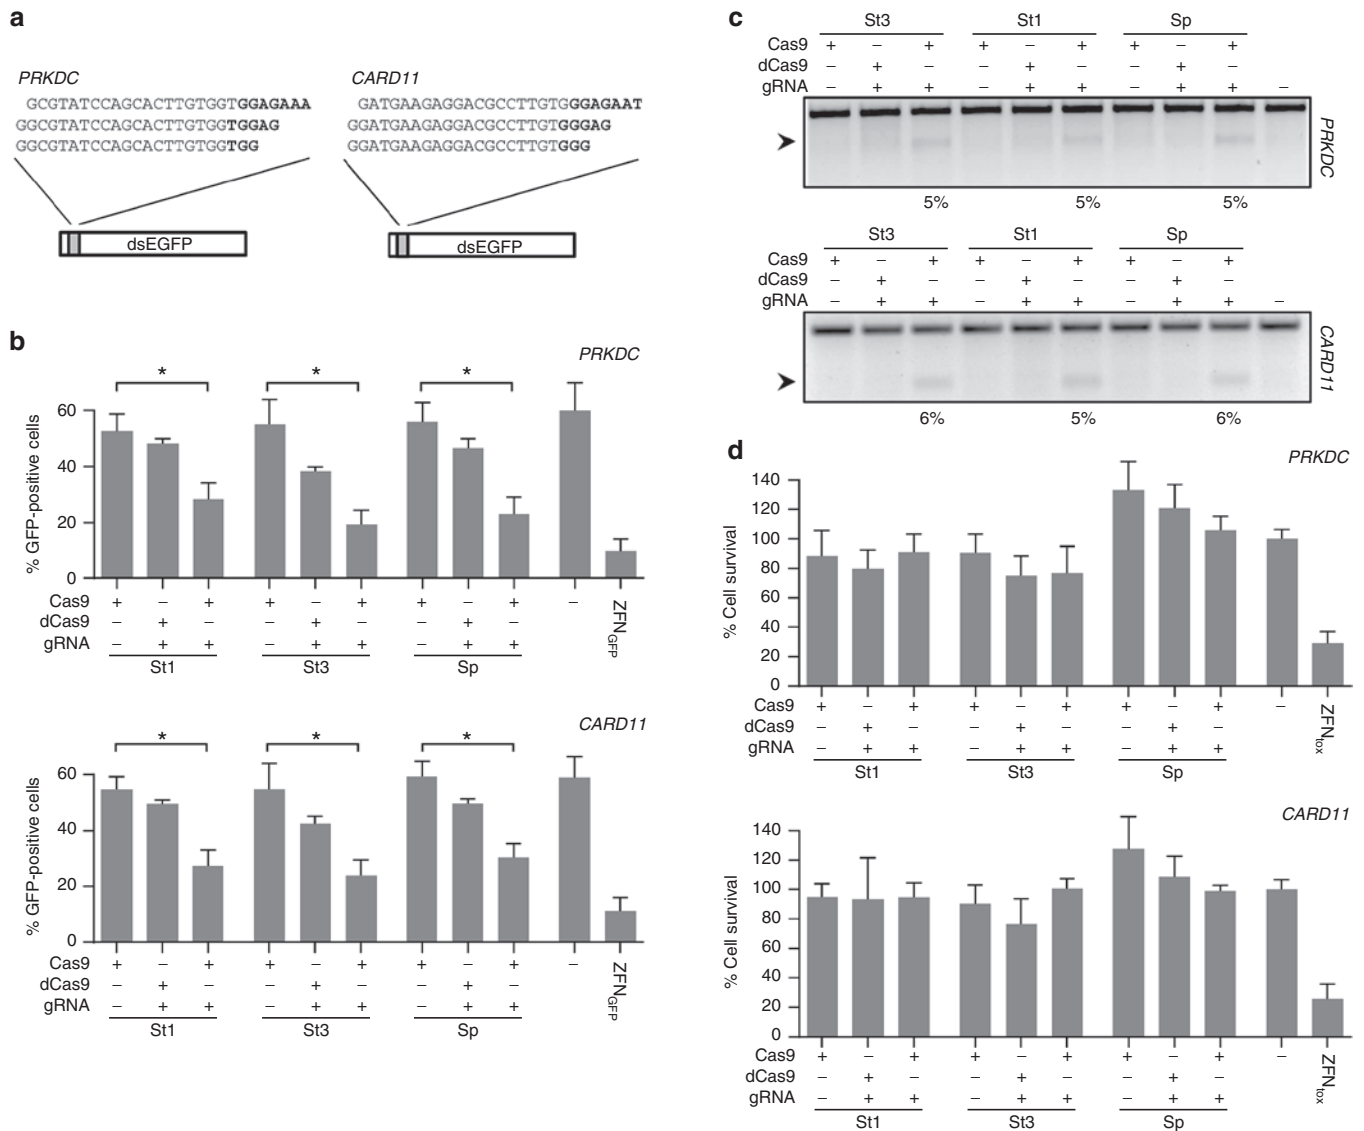 a
PRKDC
GCGTATCCAGCACTTGTGGTGGAGAAA
GGCGTATCCAGCACTTGTGGTGGAG
GGCGTATCCAGCACTTGTGGTGG
dsEGFP
CARD11
GATGAAGAGGACGCCTTGTGGGAGAAT
GGATGAAGAGGACGCCTTGTGGGAG
GGATGAAGAGGACGCCTTGTGGG
dsEGFP
b
PRKDC
* * *
% GFP-positive cells
60
40
20
0
Cas9 + – + + – + + – + –
dCas9 – + – – + – – + –
gRNA – + + – + + – + +
ZFNGFP
St1 St3 Sp
CARD11
* * *
% GFP-positive cells
60
40
20
0
Cas9 + – + + – + + – + –
dCas9 – + – – + – – + –
gRNA – + + – + + – + +
ZFNGFP
St1 St3 Sp
c
St3 St1 Sp
Cas9 + – + + – + + – +
dCas9 – + – – + – – + –
gRNA – + + – + + – + + –
PRKDC
5% 5% 5%
St3 St1 Sp
Cas9 + – + + – + + – +
dCas9 – + – – + – – + –
gRNA – + + – + + – + + –
CARD11
6% 5% 6%
d
PRKDC
% Cell survival
140
120
100
80
60
40
20
0
Cas9 + – + + – + + – + –
dCas9 – + – – + – – + –
gRNA – + + – + + – + +
ZFNtox
St1 St3 Sp
CARD11
% Cell survival
140
120
100
80
60
40
20
0
Cas9 + – + + – + + – + –
dCas9 – + – – + – – + –
gRNA – + + – + + – + +
ZFNtox
St1 St3 Sp